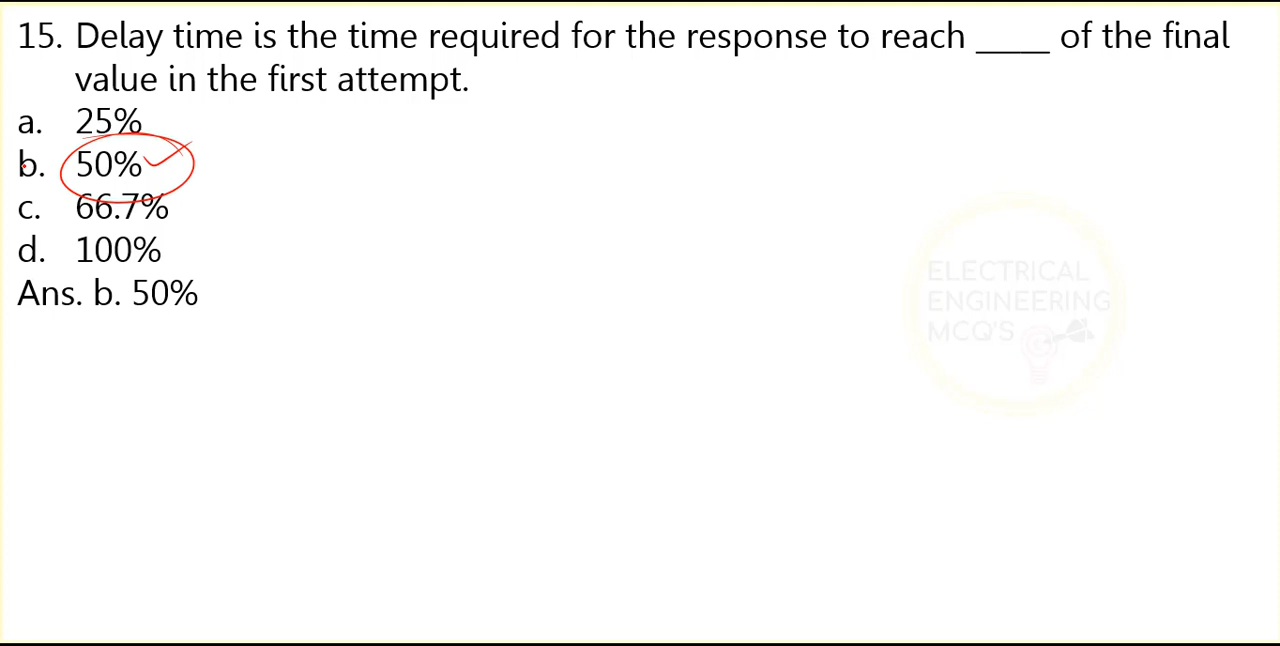 15. Delay time is the time required for the response to reach ____ of the final
value in the first attempt.
a. 25%
b. 50%
c. 66.7%
d. 100%
Ans. b. 50%
ELECTRICAL
ENGINEERING
MCQ'S